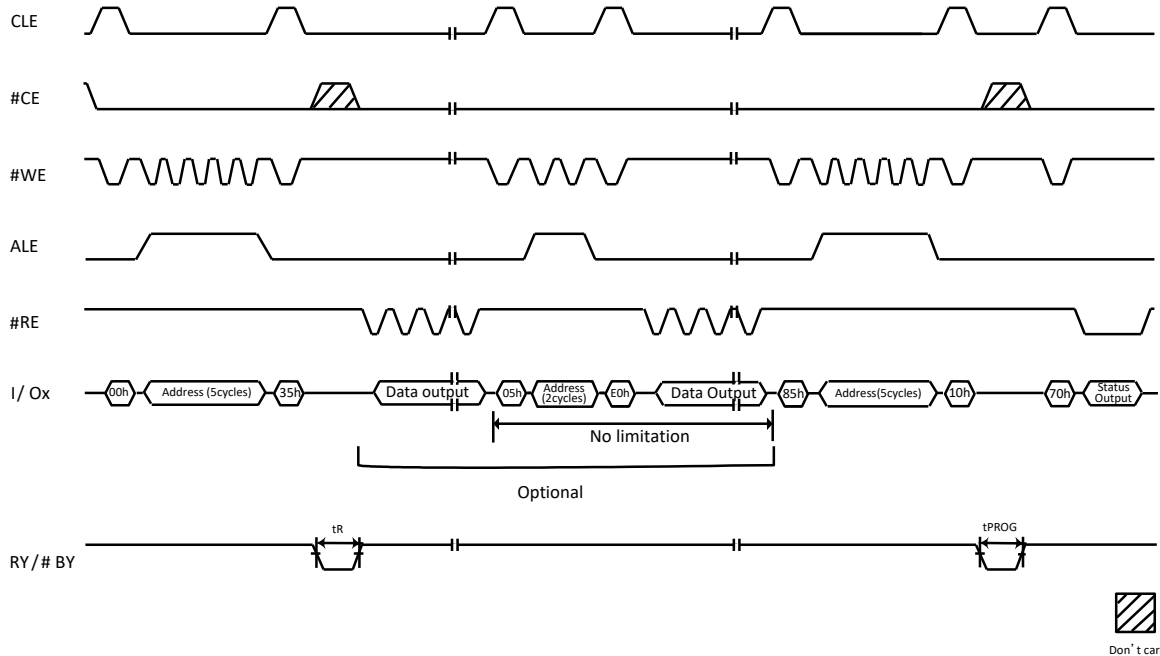 CLE
#CE
#WE
ALE
#RE
I/Ox 00h Address (5cycles) 35h Data output 05h Address (2cycles) E0h Data Output 85h Address(5cycles) 10h 70h Status Output
No limitation
Optional
tR tPROG
RY/# BY
Don't car